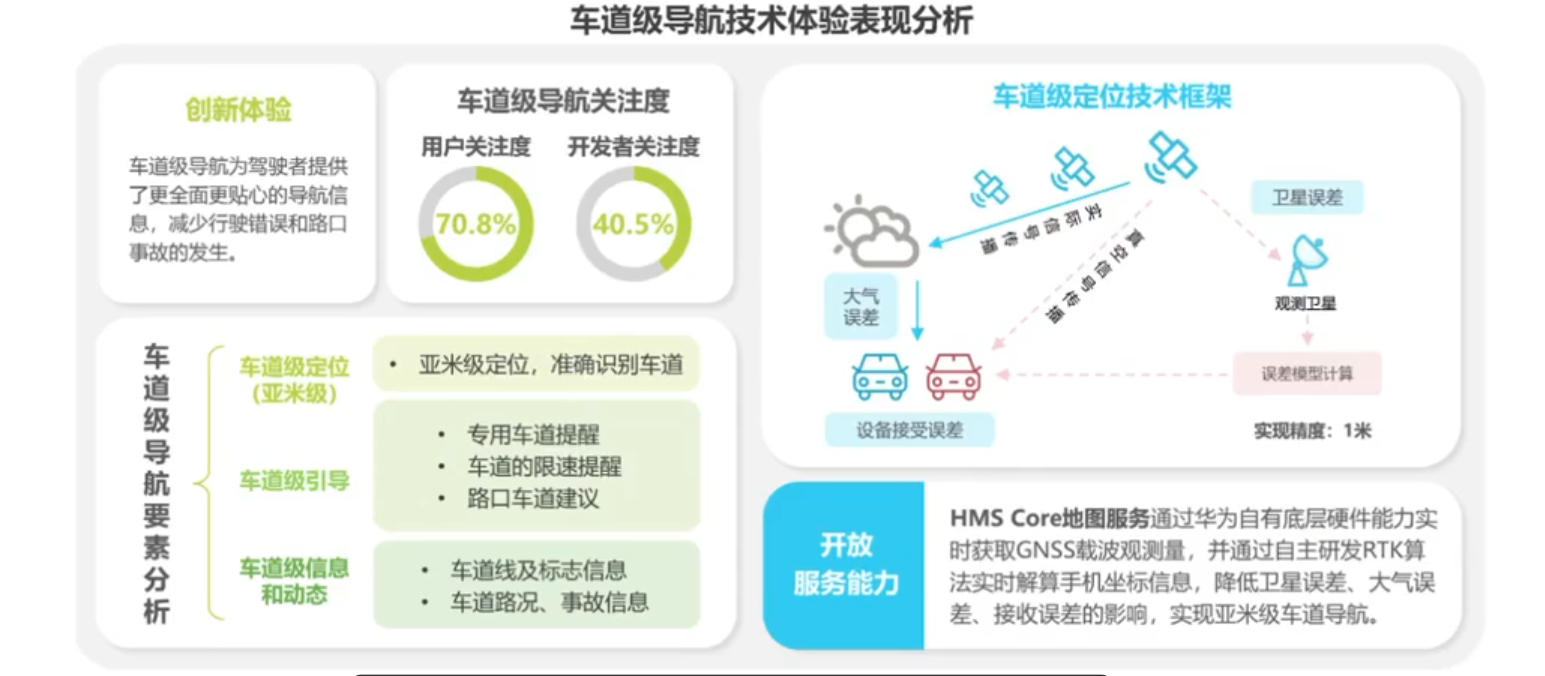 车道级导航技术体验表现分析
创新体验
车道级导航为驾驶者提供
了更全面更贴心的导航信
息，减少行驶错误和路口
事故的发生。
车道级导航关注度
用户关注度
70.8%
开发者关注度
40.5%
车道级导航要素分析
车道级定位
(亚米级)
• 亚米级定位，准确识别车道
车道级引导
• 专用车道提醒
• 车道的限速提醒
• 路口车道建议
车道级信息
和动态
• 车道线及标志信息
• 车道路况、事故信息
车道级定位技术框架
实际信号传播
真空信号传播
卫星误差
观测卫星
大气
误差
误差模型计算
设备接受误差
实现精度：1米
开放
服务能力
HMS Core地图服务通过华为自有底层硬件能力实
时获取GNSS载波观测量，并通过自主研发RTK算
法实时解算手机坐标信息，降低卫星误差、大气误
差、接收误差的影响，实现亚米级车道导航。